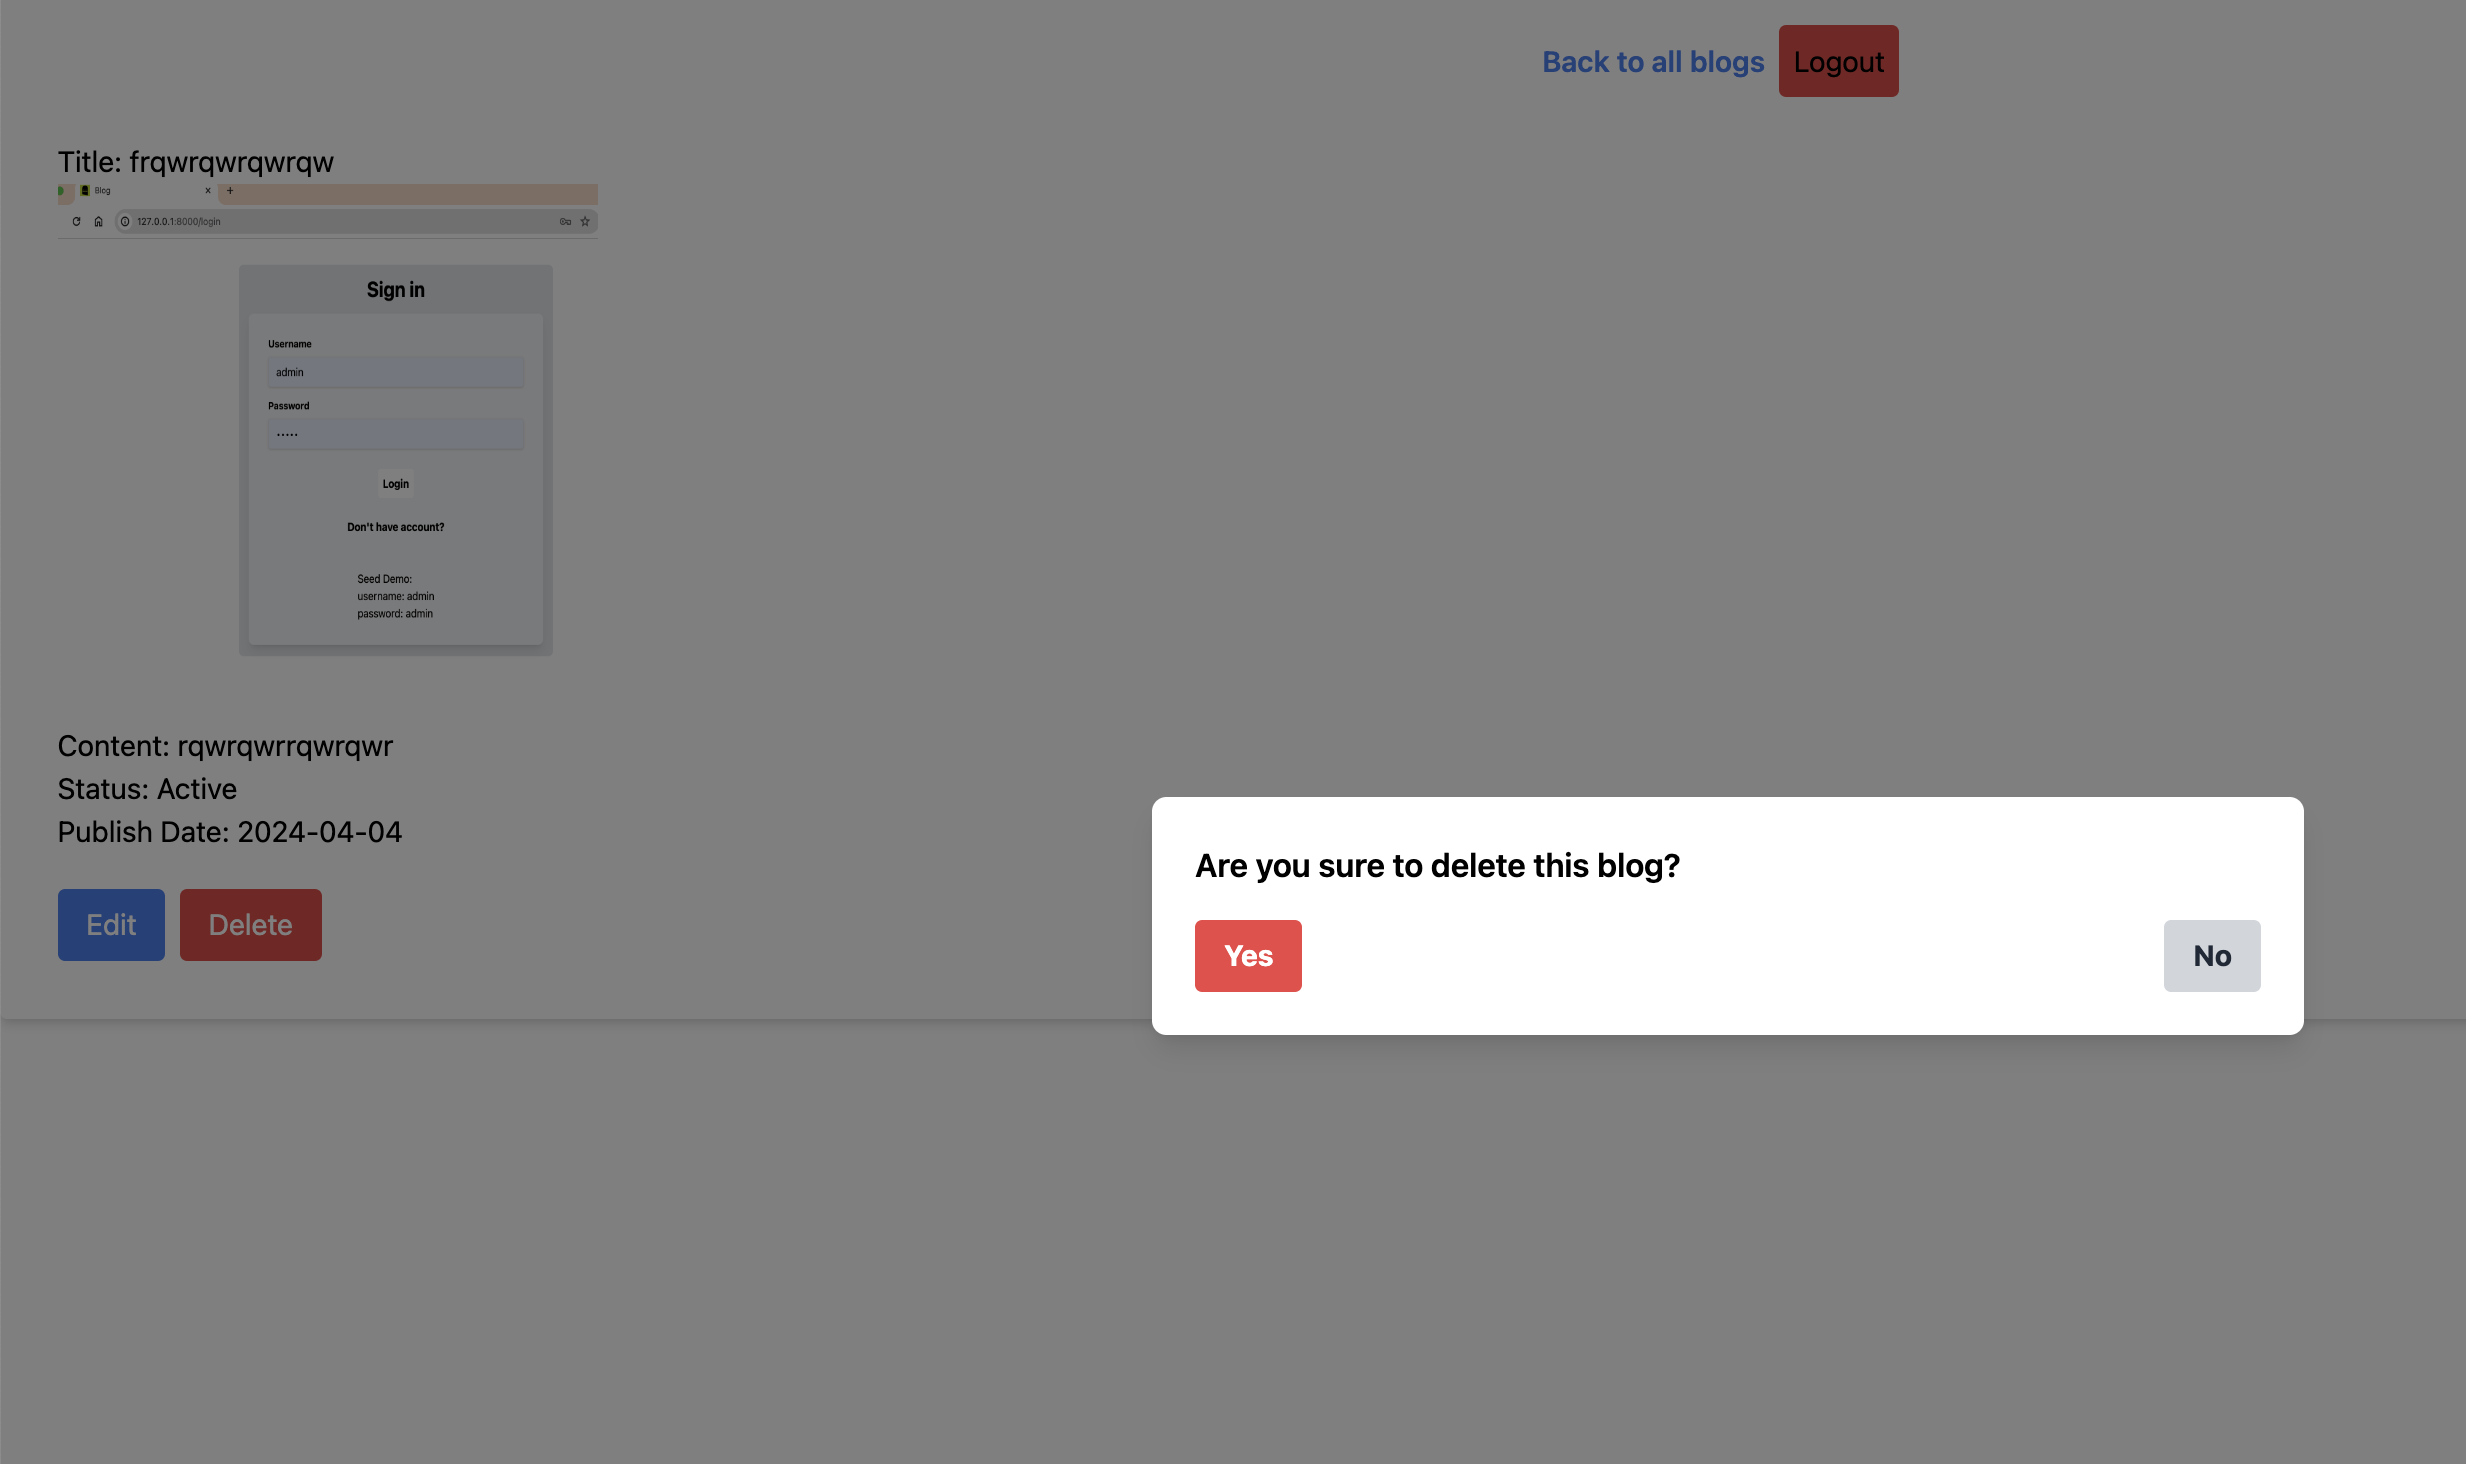 Back to all blogs Logout
Title: frqwrqwrqwrqw
Blog
127.0.0.1:8000/login
Sign in
Username
admin
Password
Login
Don't have account?
Seed Demo:
username: admin
password: admin
Content: rqwrqwrrqwrqwr
Status: Active
Publish Date: 2024-04-04
Edit Delete
Are you sure to delete this blog?
Yes No